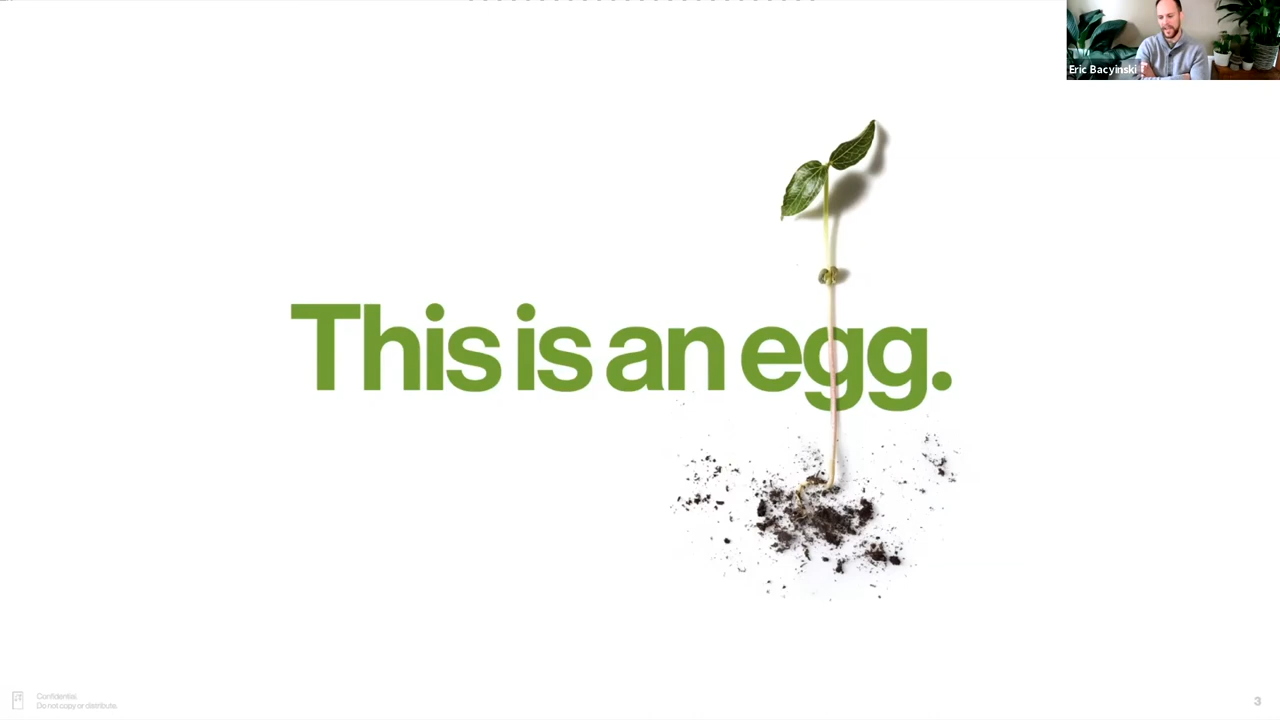 Eric Bacyinski
This is an egg.
Confidential.
Do not copy or distribute.
3